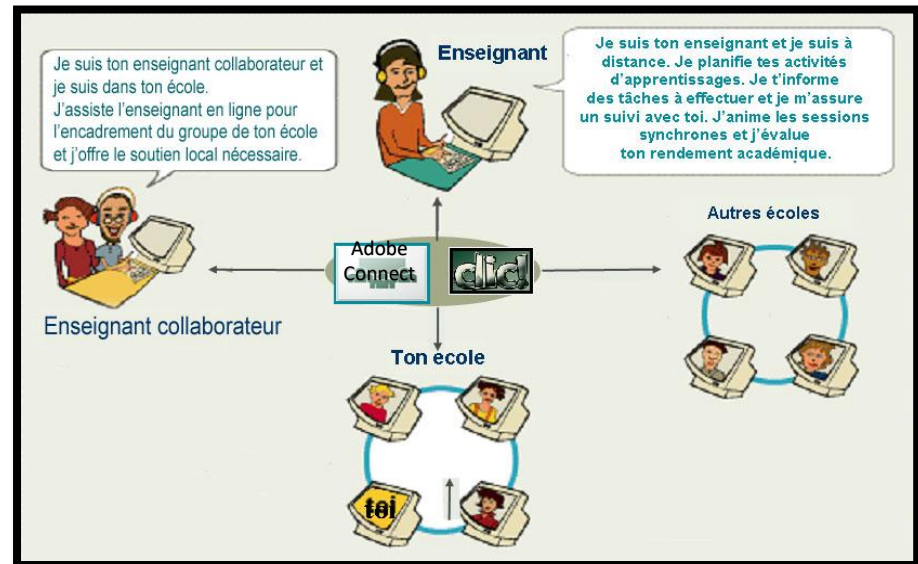 Je suis ton enseignant collaborateur et
je suis dans ton école.
J'assiste l'enseignant en ligne pour
l'encadrement du groupe de ton école
et j'offre le soutien local nécessaire.
Enseignant
Je suis ton enseignant et je suis à
distance. Je planifie tes activités
d'apprentissages. Je t'informe
des tâches à effectuer et je m'assure
un suivi avec toi. J'anime les sessions
synchrones et j'évalue
ton rendement académique.
Autres écoles
Adobe
Connect
clic!
Enseignant collaborateur
Ton école
toi